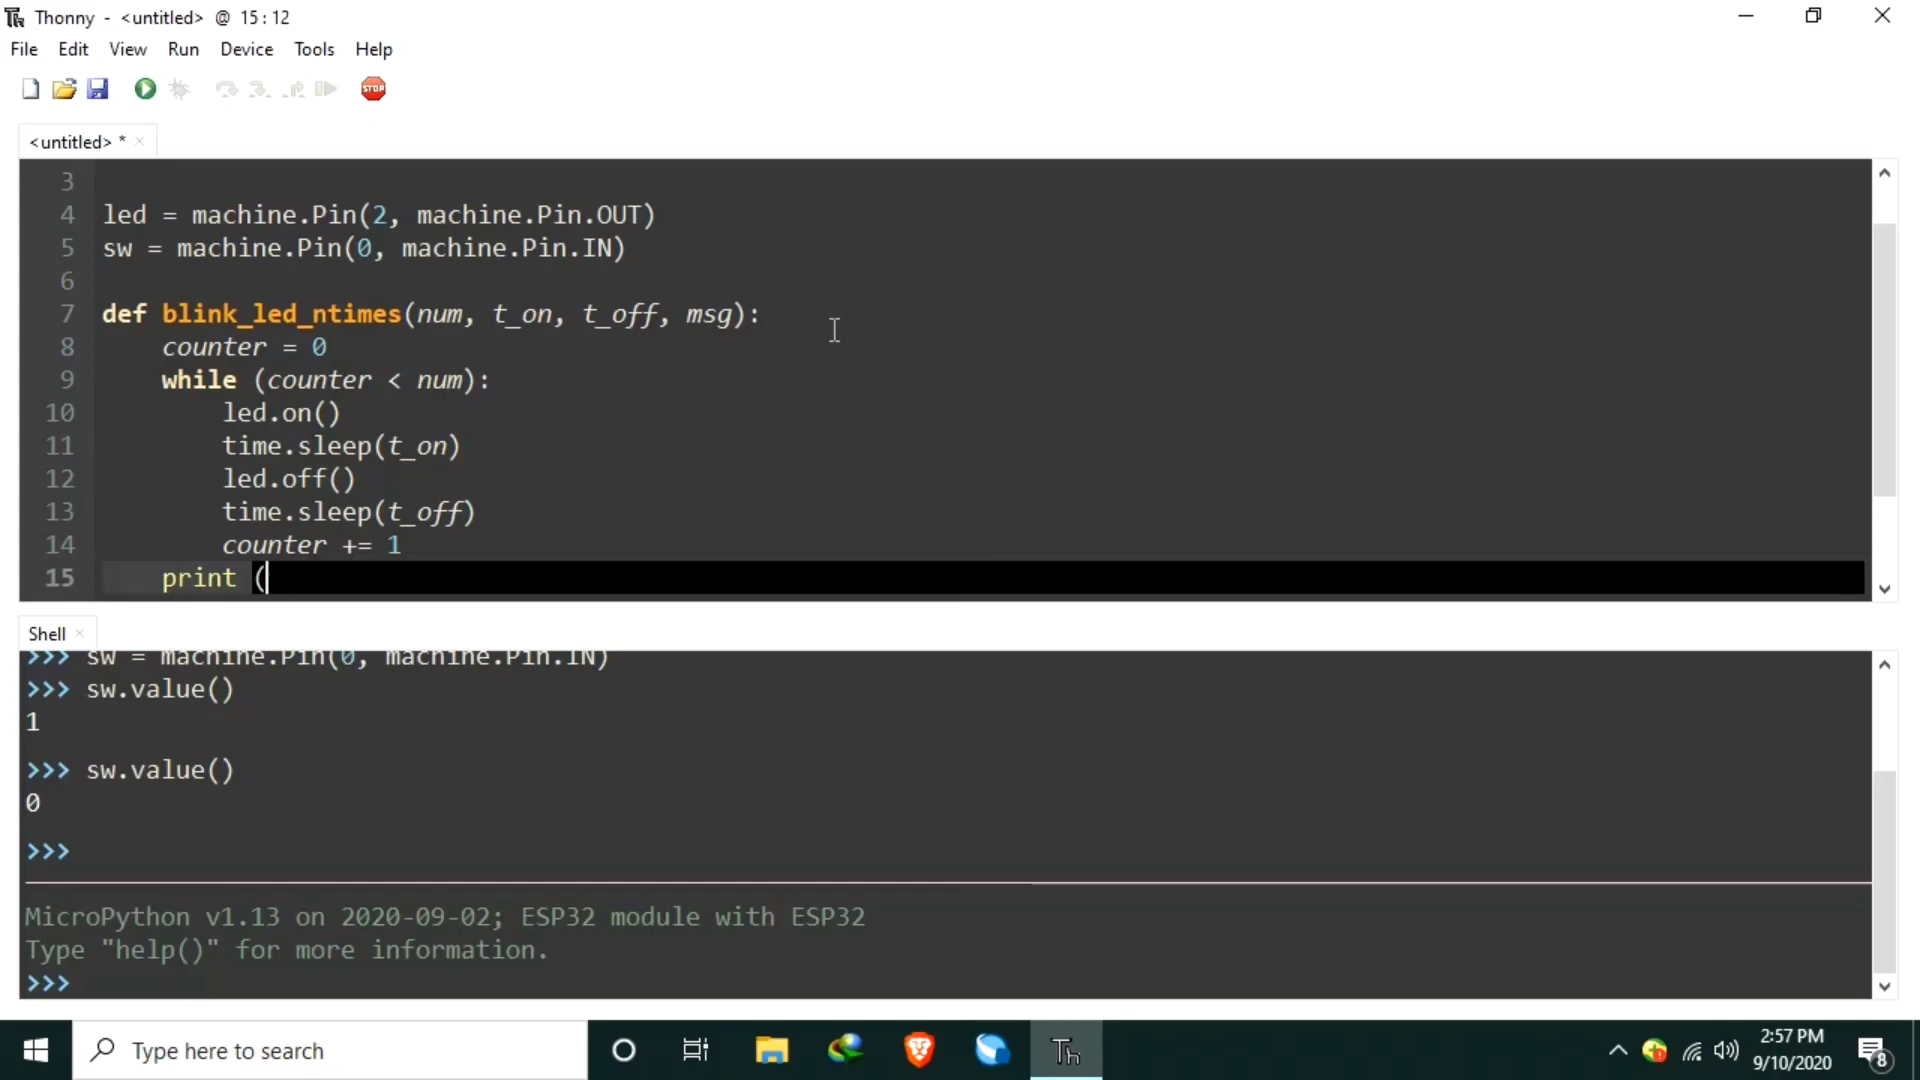 Thonny - <untitled> @ 15:12
File Edit View Run Device Tools Help
STOP
<untitled> *
3
4 led = machine.Pin(2, machine.Pin.OUT)
5 sw = machine.Pin(0, machine.Pin.IN)
6
7 def blink_led_ntimes(num, t_on, t_off, msg):
8 counter = 0
9 while (counter < num):
10 led.on()
11 time.sleep(t_on)
12 led.off()
13 time.sleep(t_off)
14 counter += 1
15 print (
Shell
>>> sw = machine.Pin(0, machine.Pin.IN)
>>> sw.value()
1
>>> sw.value()
0
>>>
MicroPython v1.13 on 2020-09-02; ESP32 module with ESP32
Type "help()" for more information.
>>>
Type here to search
Th
2:57 PM
9/10/2020
8